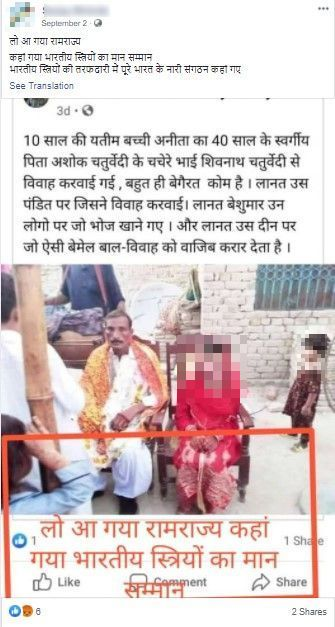 September 2 ·
लो आ गया रामराज्य
कहां गया भारतीय स्त्रियों का मान सम्मान
भारतीय स्त्रियों की तरफदारी में पूरे भारत के नारी संगठन कहां गए
See Translation
3d ·
10 साल की यतीम बच्ची अनीता का 40 साल के स्वर्गीय
पिता अशोक चतुर्वेदी के चचेरे भाई शिवनाथ चतुर्वेदी से
विवाह करवाई गई , बहुत ही बेगैरत कोम है । लानत उस
पंडित पर जिसने विवाह करवाई। लानत बेशुमार उन
लोगो पर जो भोज खाने गए । और लानत उस दीन पर
जो ऐसी बेमेल बाल-विवाह को वाजिब करार देता है ।
लो आ गया रामराज्य कहां
1
1 Share
गया भारतीय स्त्रियों का मान
Like
Comment
Share
सम्मान
6
2 Shares